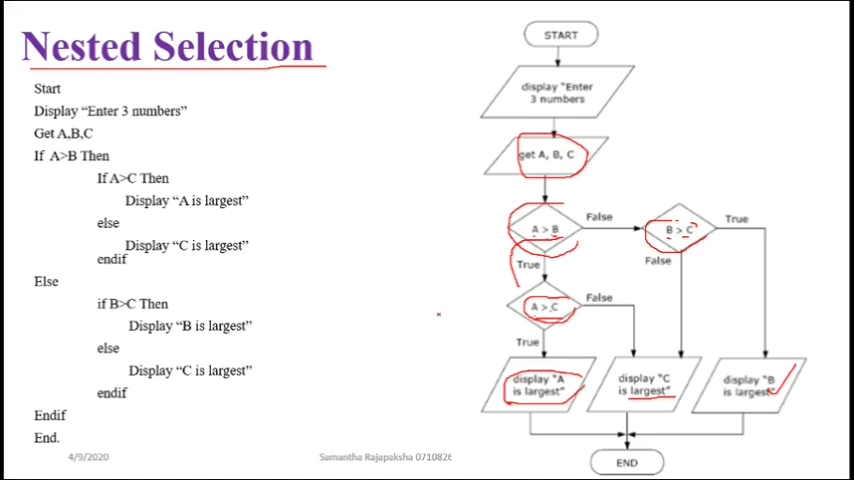 Nested Selection
Start
Display “Enter 3 numbers”
Get A,B,C
If A>B Then
If A>C Then
Display “A is largest”
else
Display “C is largest”
endif
Else
if B>C Then
Display “B is largest”
else
Display “C is largest”
endif
Endif
End.
4/9/2020
Samantha Rajapaksha 0710826
START
display “Enter
3 numbers
get A, B, C
A > B
False
B > C
True
True
False
A > C
False
True
display “A
is largest”
display “C
is largest”
display “B
is largest”
END